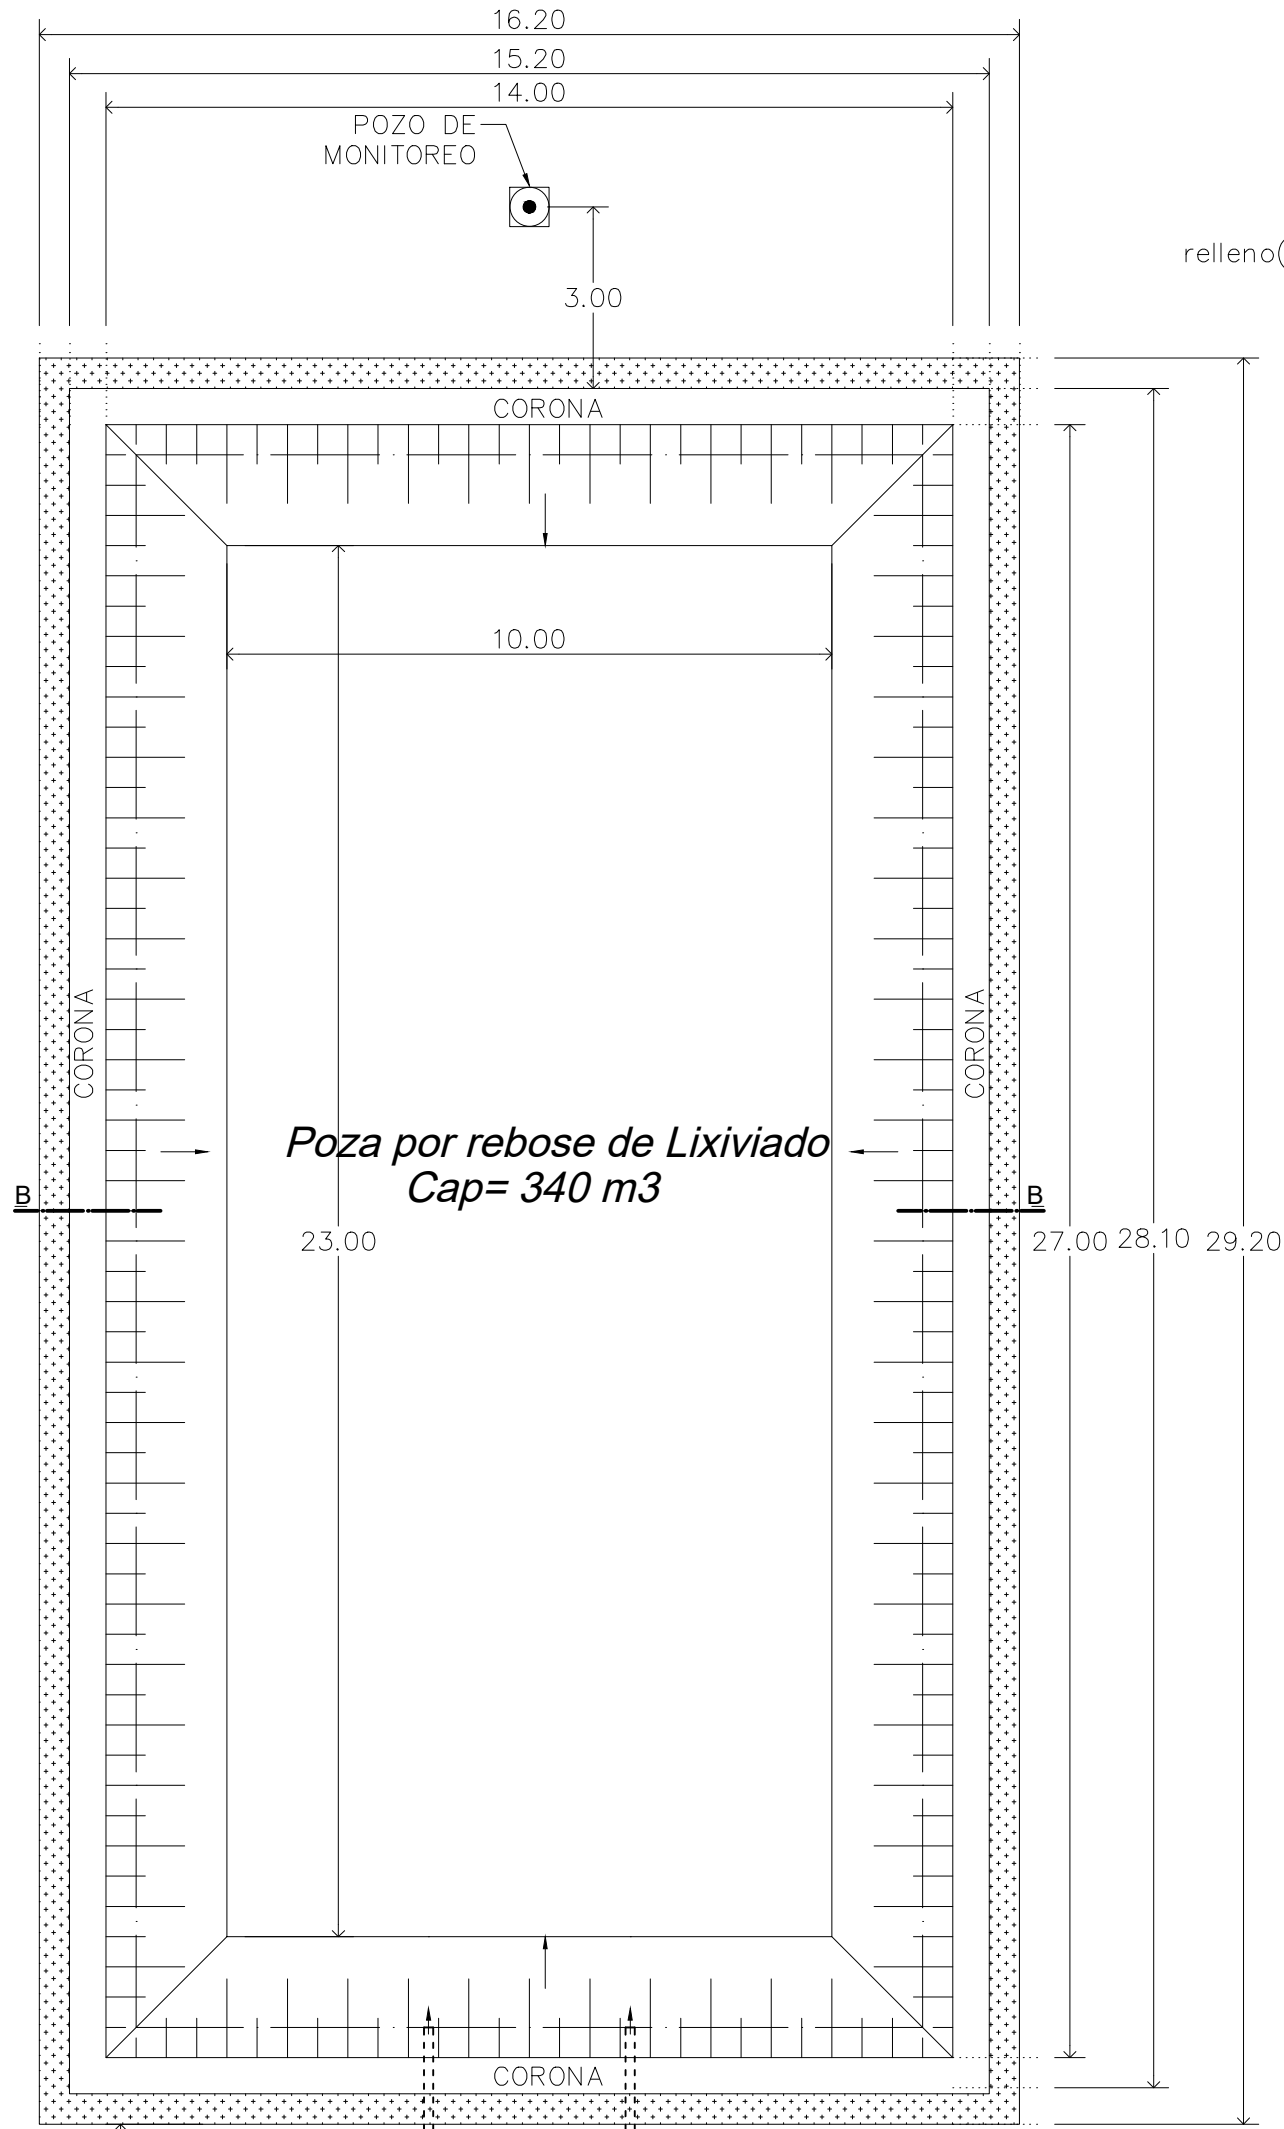 16.20
15.20
14.00
POZO DE
MONITOREO
relleno(
3.00
CORONA
10.00
CORONA
CORONA
Poza por rebose de Lixiviado
Cap= 340 m3
B
B
23.00
27.00
28.10
29.20
CORONA